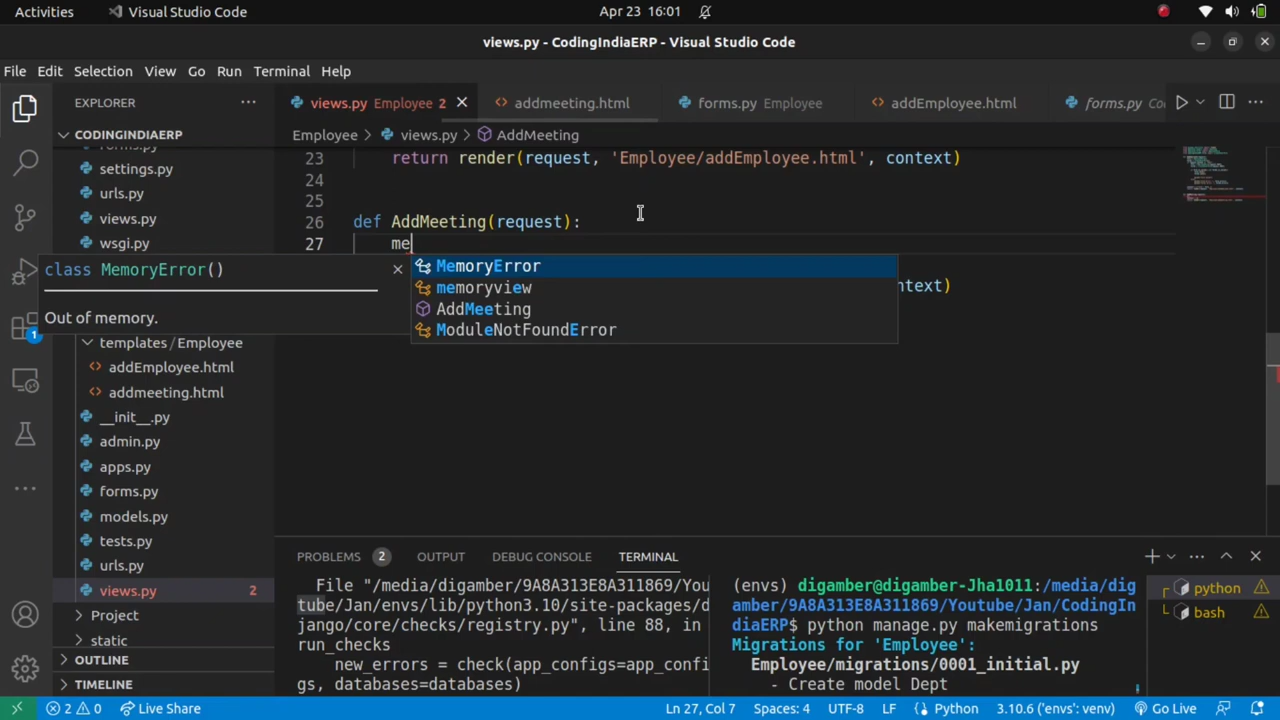 Activities
Visual Studio Code
Apr 23 16:01
views.py - CodingIndiaERP - Visual Studio Code
File Edit Selection View Go Run Terminal Help
EXPLORER
views.py Employee 2
addmeeting.html
forms.py Employee
addEmployee.html
forms.py
CODINGINDIAERP
Employee > views.py > AddMeeting
forms.py
settings.py
urls.py
views.py
wsgi.py
templates / Employee
addEmployee.html
addmeeting.html
__init__.py
admin.py
apps.py
forms.py
models.py
tests.py
urls.py
views.py 2
Project
static
OUTLINE
TIMELINE
23 return render(request, 'Employee/addEmployee.html', context)
24
25
26 def AddMeeting(request):
27 me
ntext)
class MemoryError()
Out of memory.
MemoryError
memoryview
AddMeeting
ModuleNotFoundError
1
PROBLEMS 2 OUTPUT DEBUG CONSOLE TERMINAL
File "/media/digamber/9A8A313E8A311869/You
tube/Jan/envs/lib/python3.10/site-packages/d
jango/core/checks/registry.py", line 88, in
run_checks
new_errors = check(app_configs=app_confi
gs, databases=databases)
(envs) digamber@digamber-Jha1011:/media/dig
amber/9A8A313E8A311869/Youtube/Jan/CodingIn
diaERP$ python manage.py makemigrations
Migrations for 'Employee':
Employee/migrations/0001_initial.py
- Create model Dept
python
bash
2 0
Live Share
Ln 27, Col 7
Spaces: 4
UTF-8
LF
Python
3.10.6 ('envs': venv)
Go Live